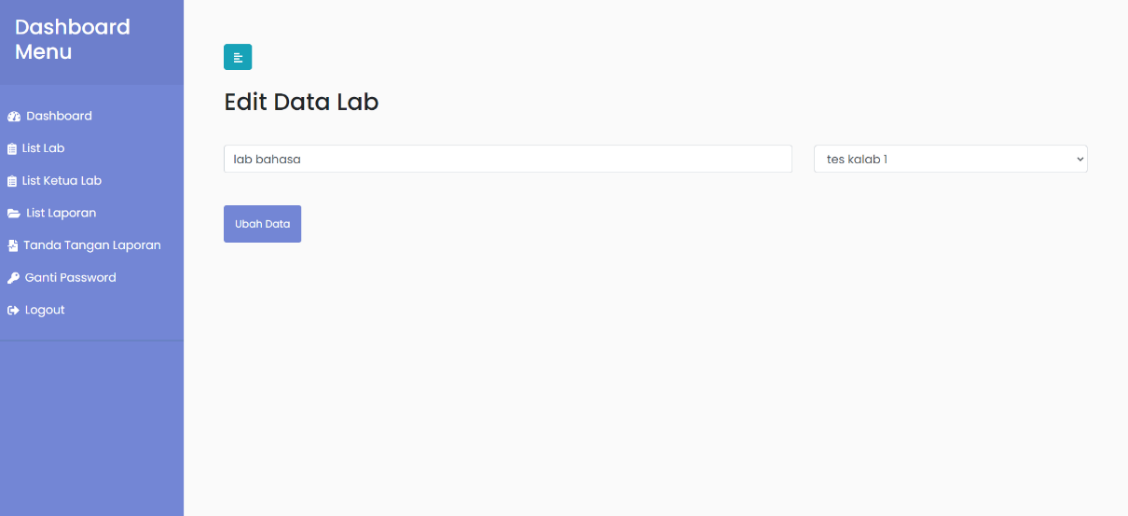 Dashboard
Menu
Dashboard
List Lab
List Ketua Lab
List Laporan
Tanda Tangan Laporan
Ganti Password
Logout
Edit Data Lab
lab bahasa
tes kalab 1
Ubah Data